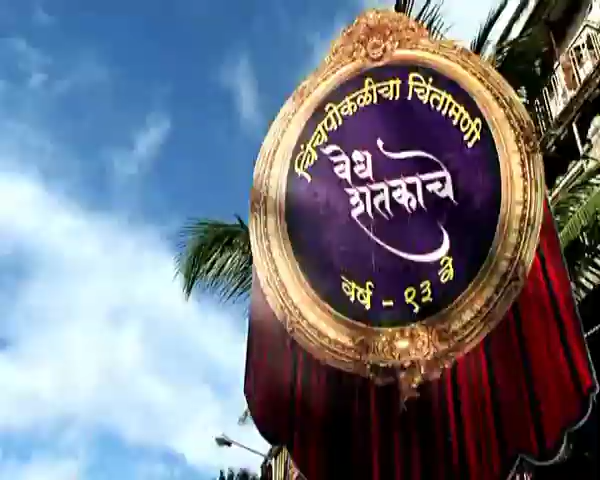 चिंचपोकळीचा चिंतामणी
वेध
शतकाचे
वर्ष - ९३ वे